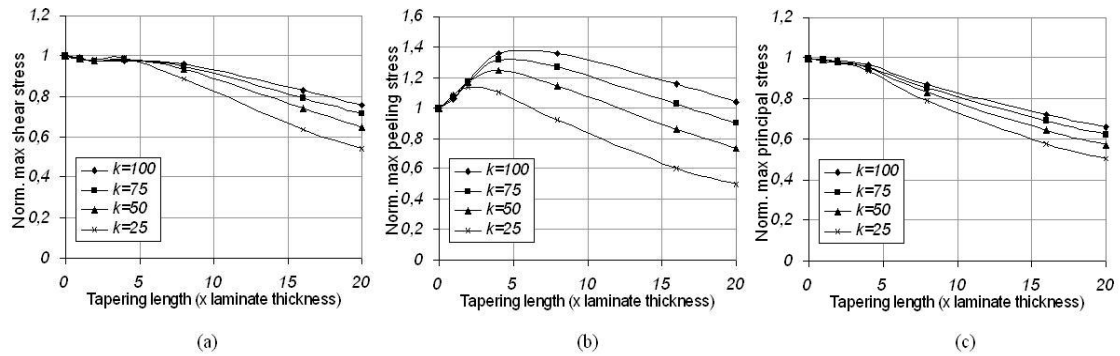 Norm. max shear stress
1,2
1
0,8
0,6
0,4
0,2
0
k=100
k=75
k=50
k=25
0 5 10 15 20
Tapering length (x laminate thickness)
(a)
Norm. max peeling stress
1,6
1,4
1,2
1
0,8
0,6
0,4
0,2
0
k=100
k=75
k=50
k=25
0 5 10 15 20
Tapering length (x laminate thickness)
(b)
Norm. max principal stress
1,2
1
0,8
0,6
0,4
0,2
0
k=100
k=75
k=50
k=25
0 5 10 15 20
Tapering length (x laminate thickness)
(c)